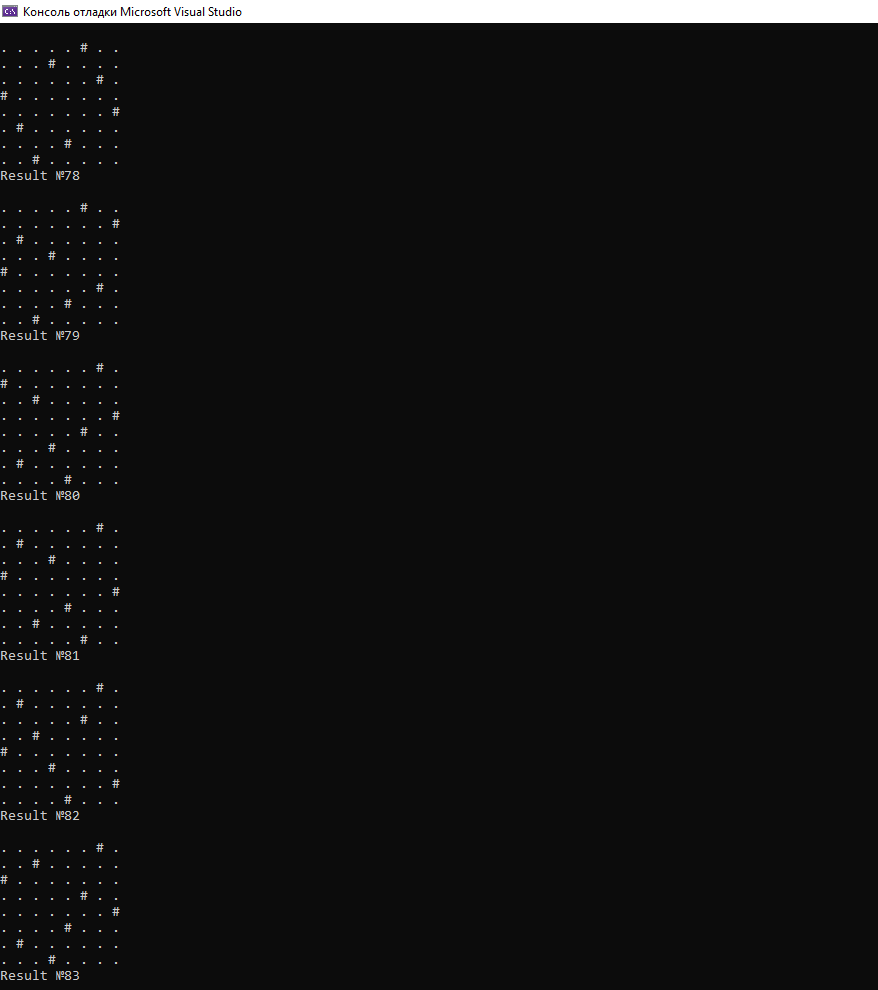 Консоль отладки Microsoft Visual Studio
. . . . . # . .
. . . # . . . .
. . . . . . # .
# . . . . . . .
. . . . . . . #
. # . . . . . .
. . . . # . . .
. . # . . . . .
Result №78
. . . . . # . .
. . . . . . . #
. # . . . . . .
. . . # . . . .
# . . . . . . .
. . . . . . # .
. . . . # . . .
. . # . . . . .
Result №79
. . . . . . # .
# . . . . . . .
. . # . . . . .
. . . . . . . #
. . . . . # . .
. . . # . . . .
. # . . . . . .
. . . . # . . .
Result №80
. . . . . . # .
. # . . . . . .
. . . # . . . .
# . . . . . . .
. . . . . . . #
. . . . # . . .
. . # . . . . .
. . . . . # . .
Result №81
. . . . . . # .
. # . . . . . .
. . . . . # . .
. . # . . . . .
# . . . . . . .
. . . # . . . .
. . . . . . . #
. . . . # . . .
Result №82
. . . . . . # .
. . # . . . . .
# . . . . . . .
. . . . . # . .
. . . . . . . #
. . . . # . . .
. # . . . . . .
. . . # . . . .
Result №83